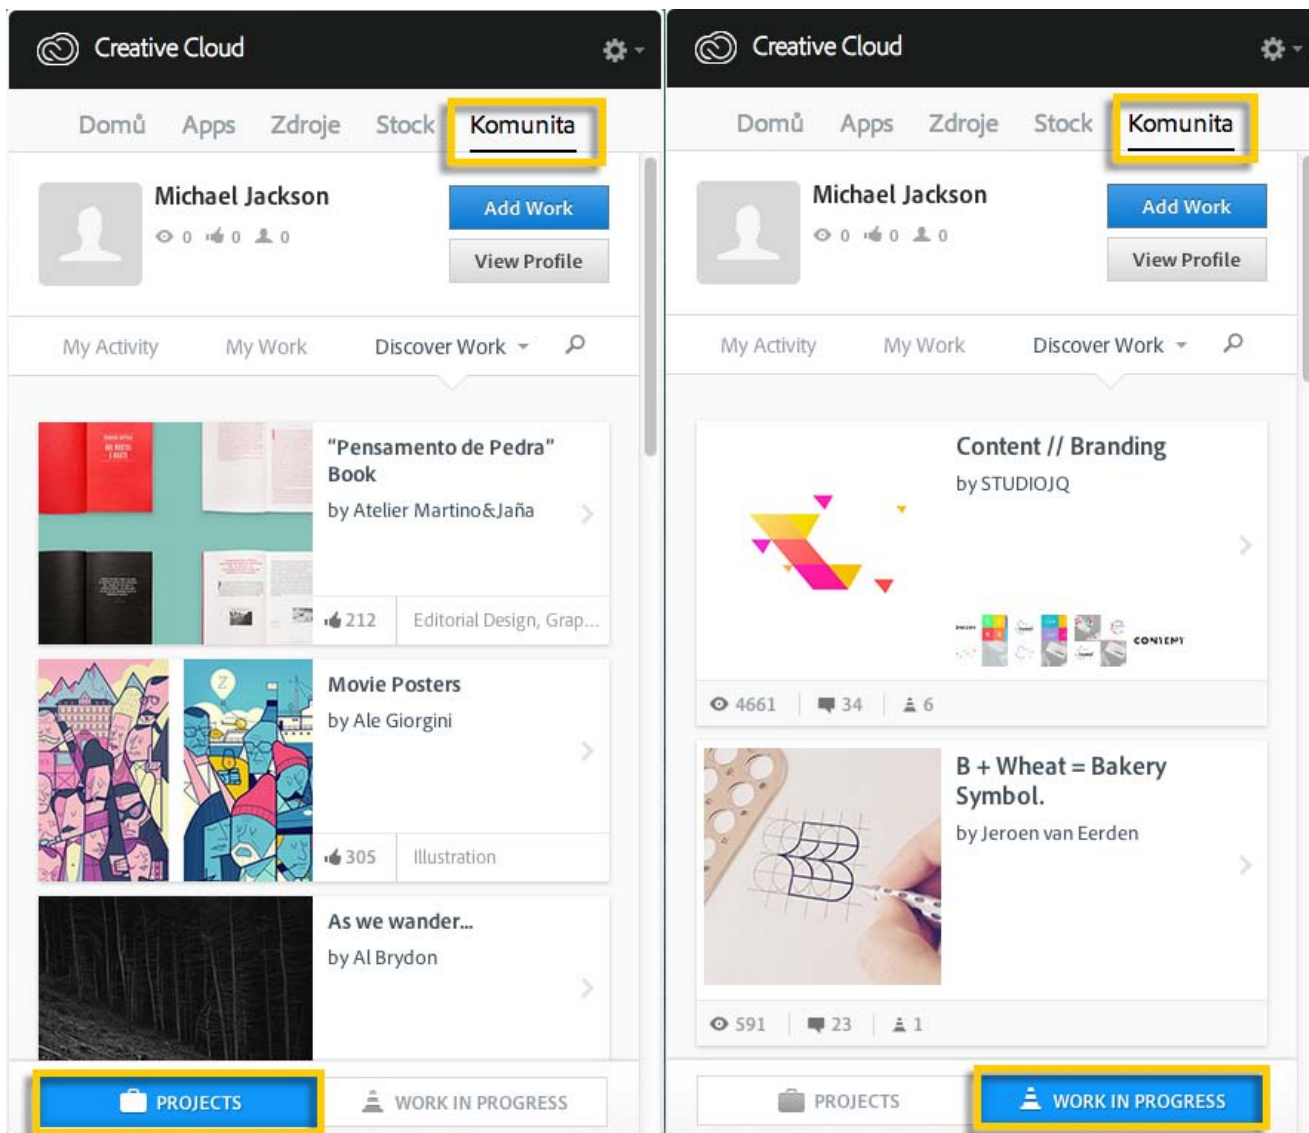 Creative Cloud
Domů Apps Zdroje Stock Komunita
Michael Jackson
0 0 0
Add Work
View Profile
My Activity My Work Discover Work
"Pensamento de Pedra"
Book
by Atelier Martino&Jaña
212 Editorial Design, Grap...
Movie Posters
by Ale Giorgini
305 Illustration
As we wander...
by Al Brydon
PROJECTS WORK IN PROGRESS
Creative Cloud
Domů Apps Zdroje Stock Komunita
Michael Jackson
0 0 0
Add Work
View Profile
My Activity My Work Discover Work
Content // Branding
by STUDIOJQ
CONTENT
4661 34 6
B + Wheat = Bakery
Symbol.
by Jeroen van Eerden
591 23 1
PROJECTS WORK IN PROGRESS